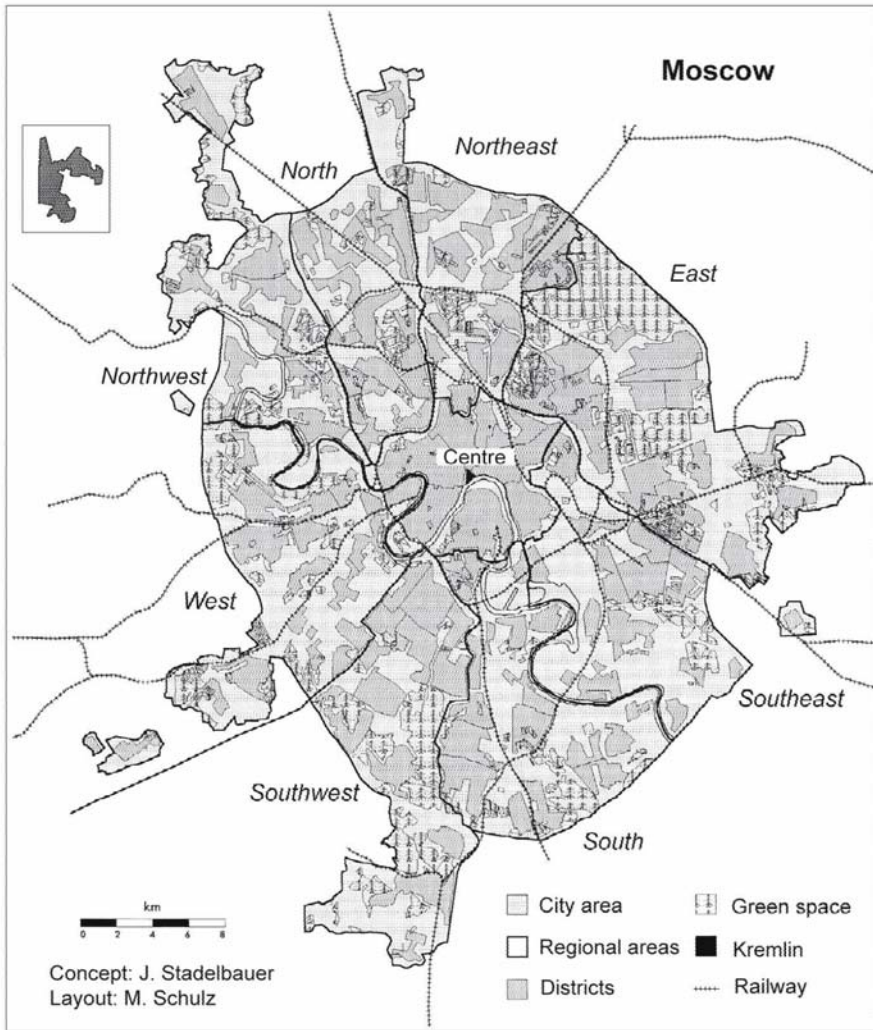 Moscow
Northeast
North
East
Northwest
Centre
West
Southeast
Southwest
South
km
0 2 4 6 8
Concept: J. Stadelbauer
Layout: M. Schulz
City area
Regional areas
Districts
Green space
Kremlin
Railway